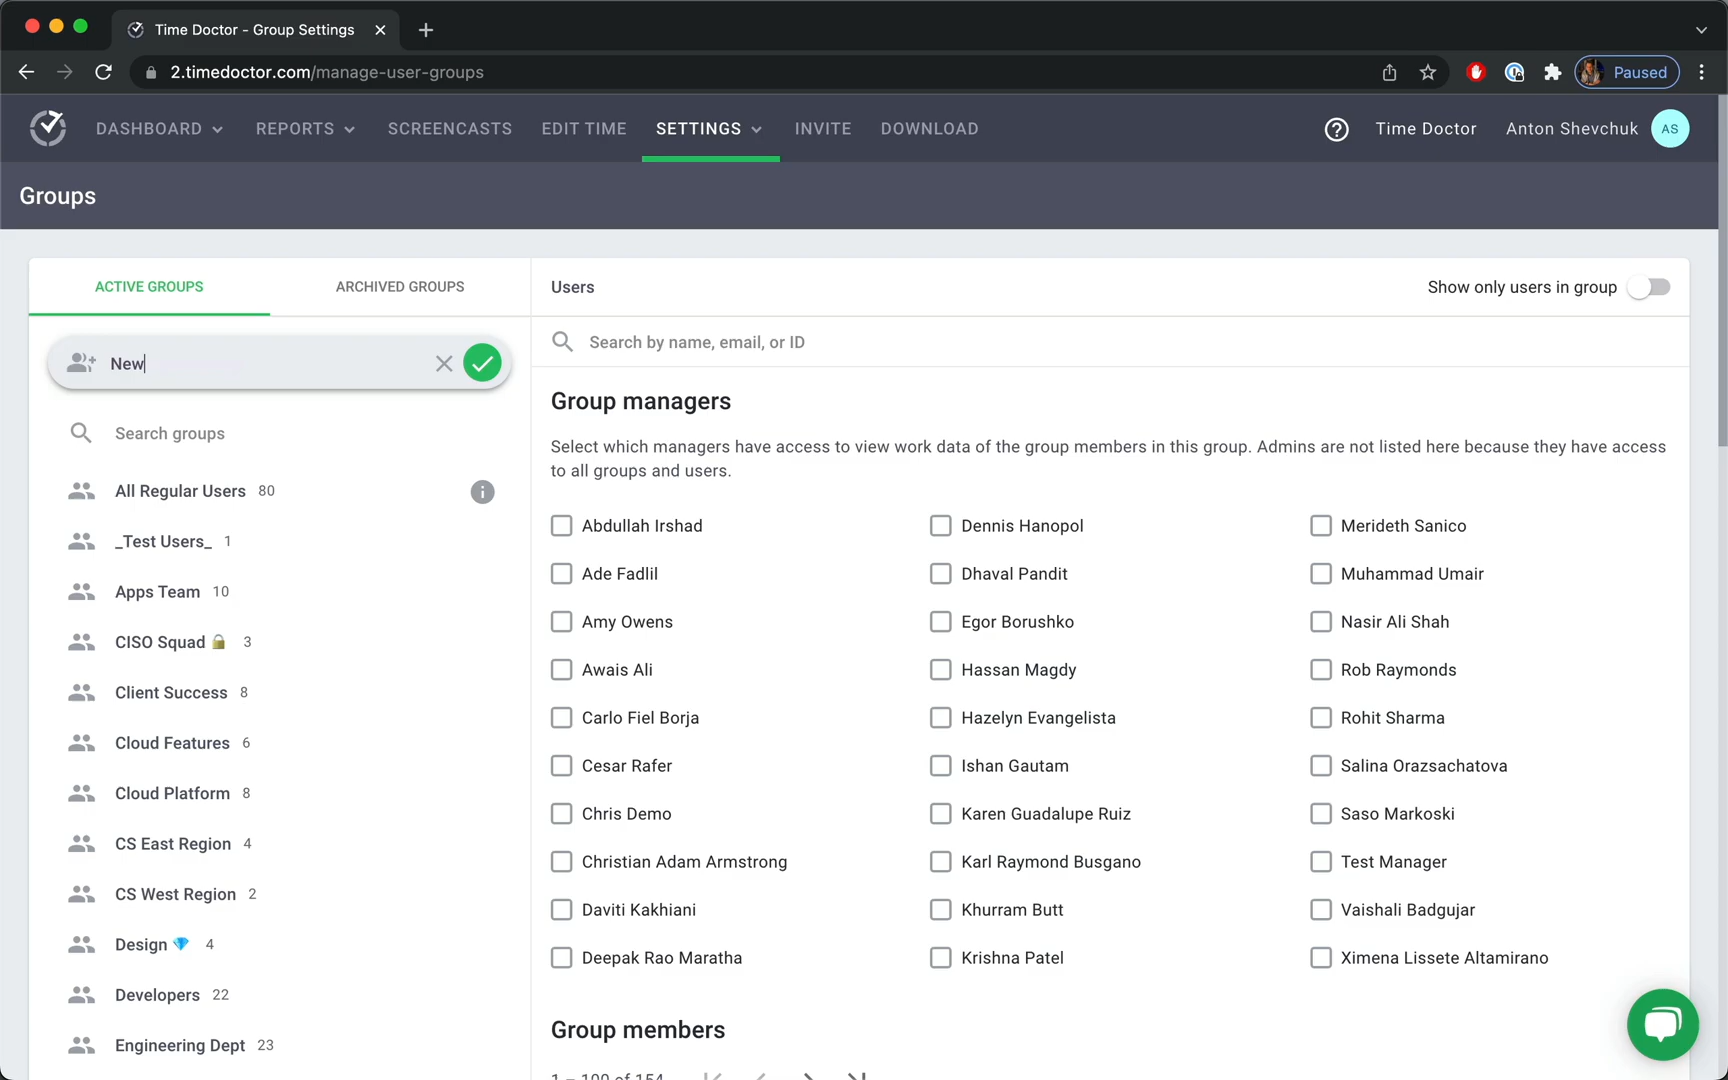 Time Doctor - Group Settings
2.timedoctor.com/manage-user-groups
Paused
DASHBOARD REPORTS SCREENCASTS EDIT TIME SETTINGS INVITE DOWNLOAD
Time Doctor Anton Shevchuk AS
Groups
ACTIVE GROUPS ARCHIVED GROUPS
Users
Show only users in group
New
Search by name, email, or ID
Search groups
All Regular Users 80
_Test Users_ 1
Apps Team 10
CISO Squad 🔒 3
Client Success 8
Cloud Features 6
Cloud Platform 8
CS East Region 4
CS West Region 2
Design 💎 4
Developers 22
Engineering Dept 23
Group managers
Select which managers have access to view work data of the group members in this group. Admins are not listed here because they have access
to all groups and users.
Abdullah Irshad Dennis Hanopol Merideth Sanico
Ade Fadlil Dhaval Pandit Muhammad Umair
Amy Owens Egor Borushko Nasir Ali Shah
Awais Ali Hassan Magdy Rob Raymonds
Carlo Fiel Borja Hazelyn Evangelista Rohit Sharma
Cesar Rafer Ishan Gautam Salina Orazsachatova
Chris Demo Karen Guadalupe Ruiz Saso Markoski
Christian Adam Armstrong Karl Raymond Busgano Test Manager
Daviti Kakhiani Khurram Butt Vaishali Badgujar
Deepak Rao Maratha Krishna Patel Ximena Lissete Altamirano
Group members
1 – 100 of 154